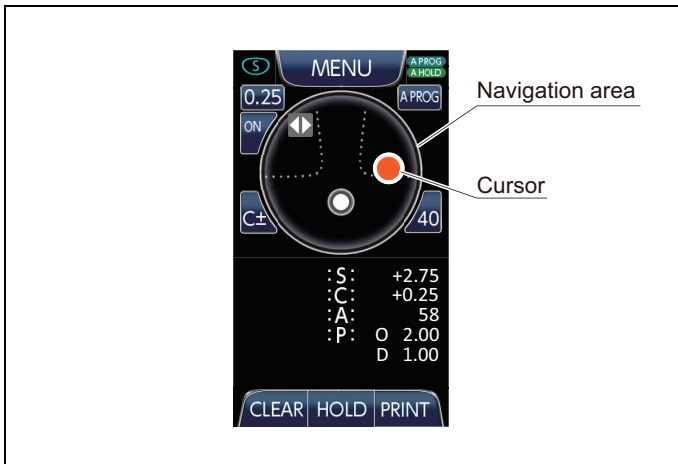 S MENU A PROG
A HOLD
0.25 A PROG
ON
C± 40
Navigation area
Cursor
:S: +2.75
:C: +0.25
:A: 58
:P: O 2.00
D 1.00
CLEAR HOLD PRINT